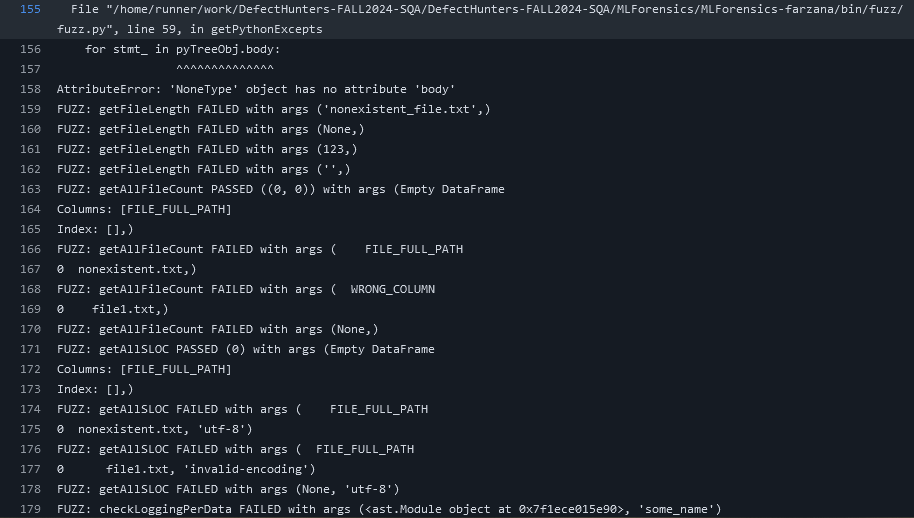 155 File "/home/runner/work/DefectHunters-FALL2024-SQA/DefectHunters-FALL2024-SQA/MLForensics/MLForensics-farzana/bin/fuzz/
fuzz.py", line 59, in getPythonExcepts
156 for stmt_ in pyTreeObj.body:
157 ^^^^^^^^^^^^^^
158 AttributeError: 'NoneType' object has no attribute 'body'
159 FUZZ: getFileLength FAILED with args ('nonexistent_file.txt',)
160 FUZZ: getFileLength FAILED with args (None,)
161 FUZZ: getFileLength FAILED with args (123,)
162 FUZZ: getFileLength FAILED with args ('',)
163 FUZZ: getAllFileCount PASSED ((0, 0)) with args (Empty DataFrame
164 Columns: [FILE_FULL_PATH]
165 Index: [],)
166 FUZZ: getAllFileCount FAILED with args (    FILE_FULL_PATH
167 0  nonexistent.txt,)
168 FUZZ: getAllFileCount FAILED with args (  WRONG_COLUMN
169 0    file1.txt,)
170 FUZZ: getAllFileCount FAILED with args (None,)
171 FUZZ: getAllSLOC PASSED (0) with args (Empty DataFrame
172 Columns: [FILE_FULL_PATH]
173 Index: [],)
174 FUZZ: getAllSLOC FAILED with args (    FILE_FULL_PATH
175 0  nonexistent.txt, 'utf-8')
176 FUZZ: getAllSLOC FAILED with args (  FILE_FULL_PATH
177 0      file1.txt, 'invalid-encoding')
178 FUZZ: getAllSLOC FAILED with args (None, 'utf-8')
179 FUZZ: checkLoggingPerData FAILED with args (<ast.Module object at 0x7f1ece015e90>, 'some_name')